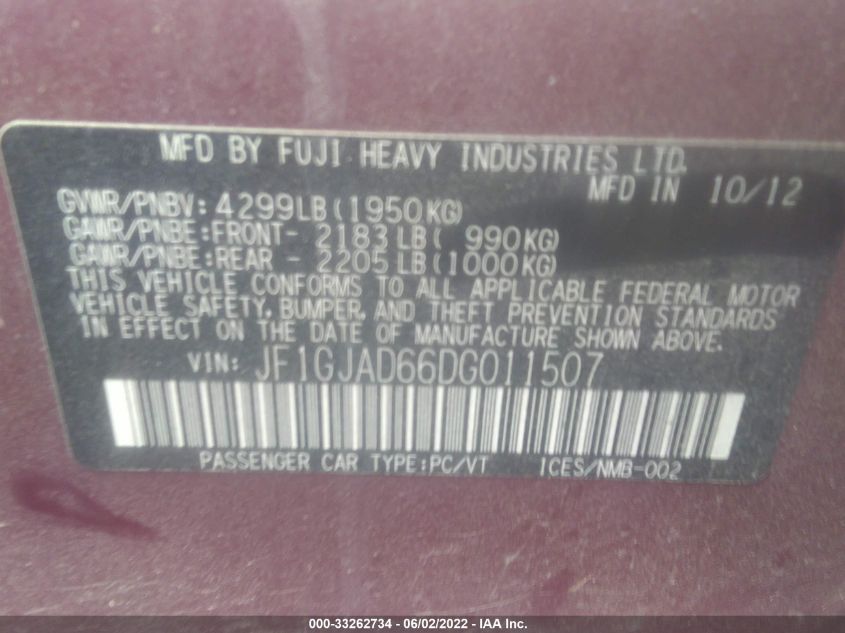 MFD BY FUJI HEAVY INDUSTRIES LTD.
MFD IN 10/12
GVWR/PNBV: 4299LB(1950KG)
GAWR/PNBE:FRONT- 2183LB( 990KG)
GAWR/PNBE:REAR - 2205LB(1000KG)
THIS VEHICLE CONFORMS TO ALL APPLICABLE FEDERAL MOTOR
VEHICLE SAFETY, BUMPER, AND THEFT PREVENTION STANDARDS
IN EFFECT ON THE DATE OF MANUFACTURE SHOWN ABOVE.
VIN: JF1GJAD66DG011507
PASSENGER CAR TYPE:PC/VT ICES/NMB-002
000-33262734 - 06/02/2022 - IAA Inc.